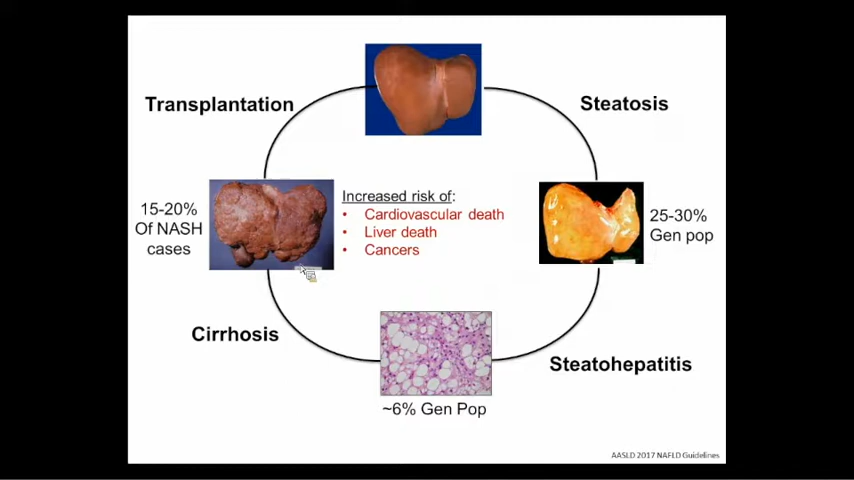 Transplantation
Steatosis
15-20%
Of NASH
cases
Increased risk of:
• Cardiovascular death
• Liver death
• Cancers
25-30%
Gen pop
Cirrhosis
Steatohepatitis
~6% Gen Pop
AASLD 2017 NAFLD Guidelines